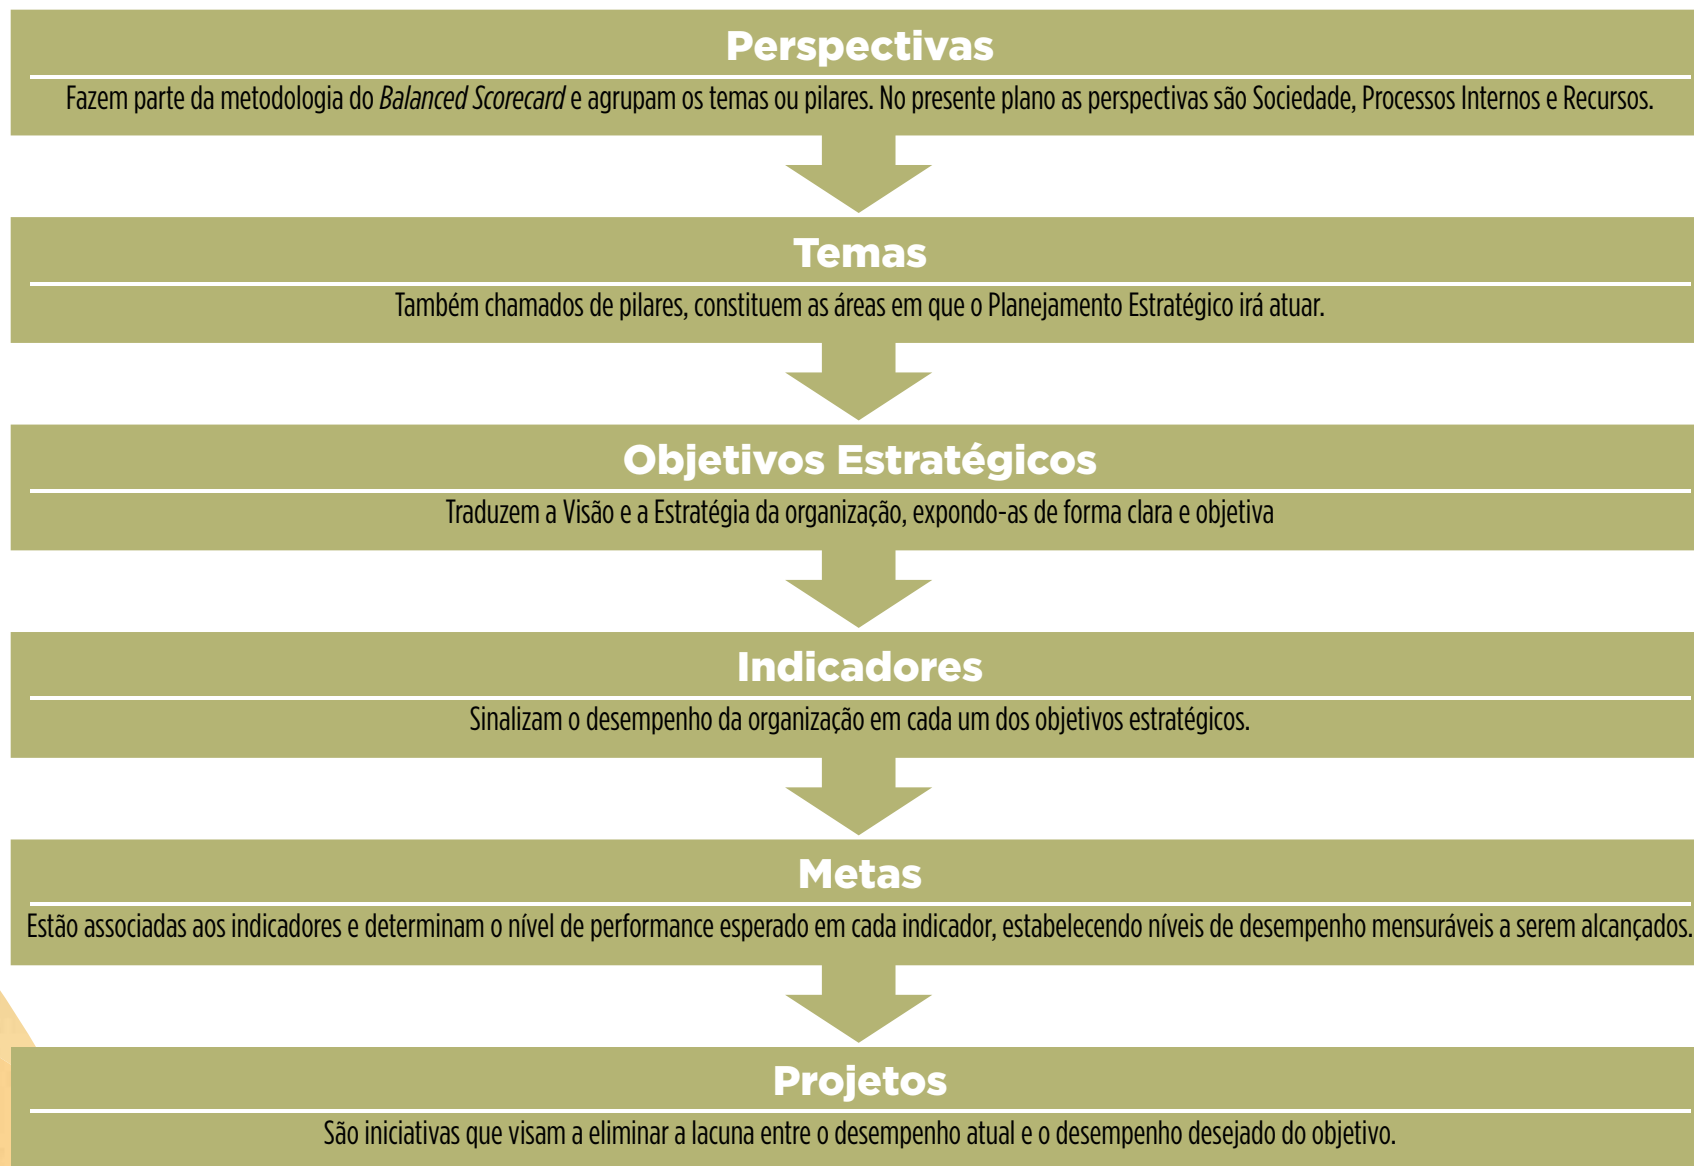 Perspectivas
Fazem parte da metodologia do Balanced Scorecard e agrupam os temas ou pilares. No presente plano as perspectivas são Sociedade, Processos Internos e Recursos.
Temas
Também chamados de pilares, constituem as áreas em que o Planejamento Estratégico irá atuar.
Objetivos Estratégicos
Traduzem a Visão e a Estratégia da organização, expondo-as de forma clara e objetiva
Indicadores
Sinalizam o desempenho da organização em cada um dos objetivos estratégicos.
Metas
Estão associadas aos indicadores e determinam o nível de performance esperado em cada indicador, estabelecendo níveis de desempenho mensuráveis a serem alcançados.
Projetos
São iniciativas que visam a eliminar a lacuna entre o desempenho atual e o desempenho desejado do objetivo.